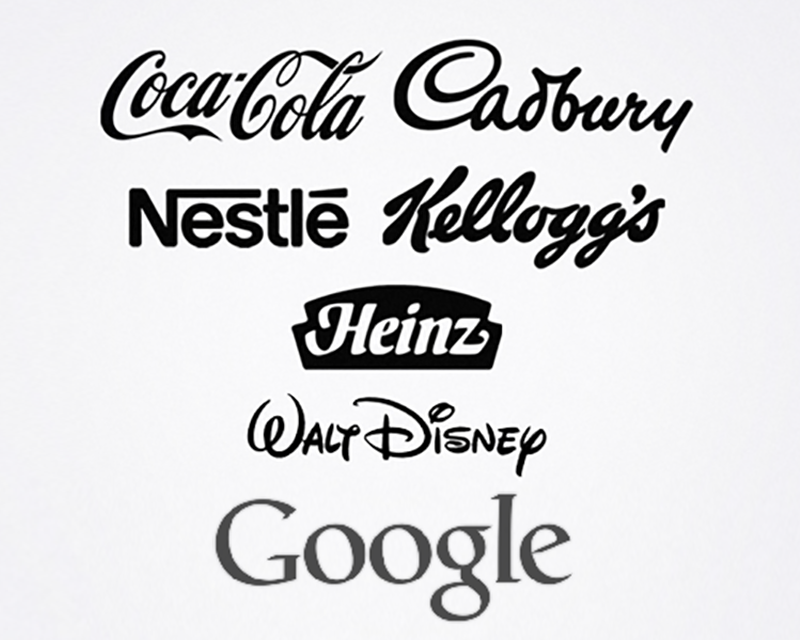 Coca-Cola Cadbury
Nestlé Kellogg's
Heinz
WALT DISNEY
Google